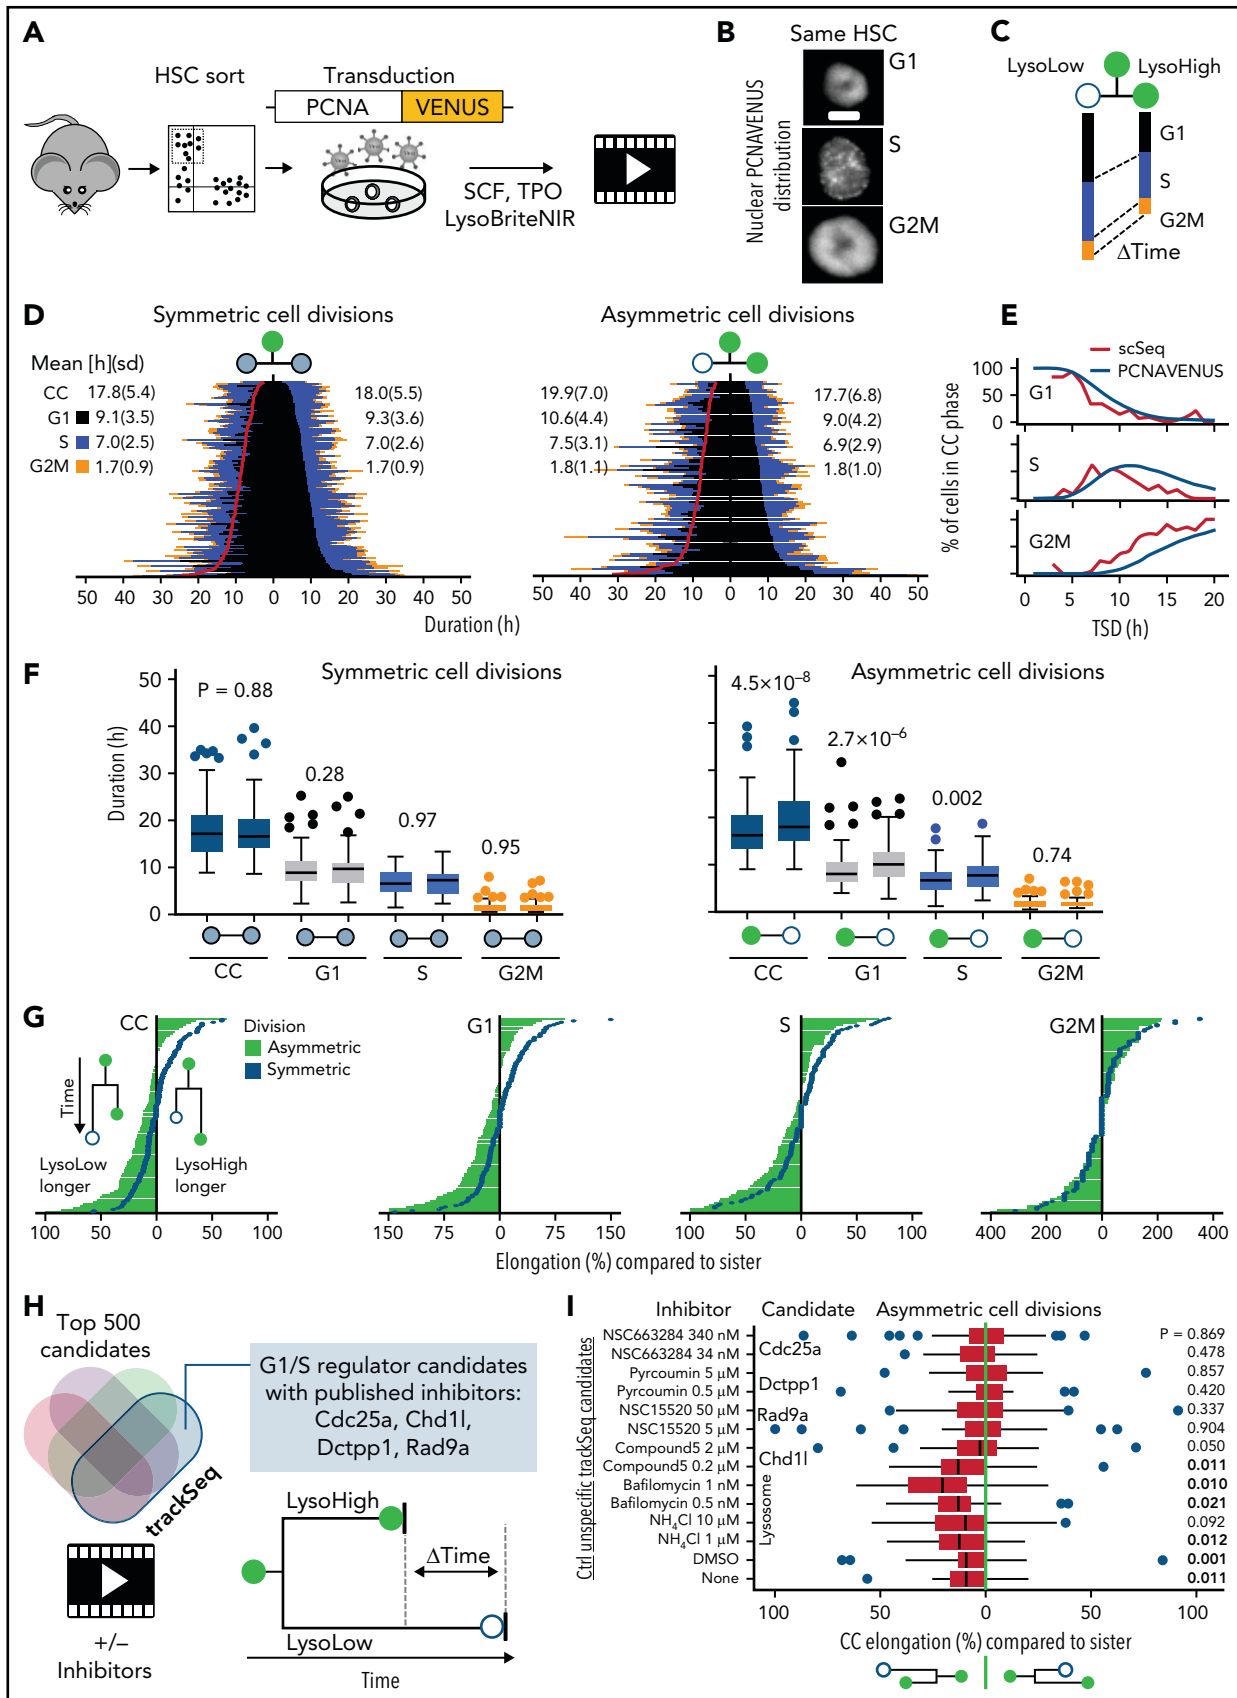 A
HSC sort
Transduction
PCNA
VENUS
SCF, TPO
LysoBriteNIR
B
Same HSC
Nuclear PCNAVENUS
distribution
G1
S
G2M
C
LysoLow
LysoHigh
G1
S
G2M
ΔTime
D
Symmetric cell divisions
Asymmetric cell divisions
Mean [h](sd)
CC 17.8(5.4) 18.0(5.5) 19.9(7.0) 17.7(6.8)
G1 9.1(3.5) 9.3(3.6) 10.6(4.4) 9.0(4.2)
S 7.0(2.5) 7.0(2.6) 7.5(3.1) 6.9(2.9)
G2M 1.7(0.9) 1.7(0.9) 1.8(1.1) 1.8(1.0)
50 40 30 20 10 0 10 20 30 40 50
50 40 30 20 10 0 10 20 30 40 50
Duration (h)
Duration (h)
E
scSeq
PCNAVENUS
% of cells in CC phase
100
50
0
G1
S
G2M
0 5 10 15 20
TSD (h)
F
Symmetric cell divisions
Asymmetric cell divisions
Duration (h)
50
40
30
20
10
0
P = 0.88
0.28
0.97
0.95
4.5×10⁻⁸
2.7×10⁻⁶
0.002
0.74
CC G1 S G2M
CC G1 S G2M
G
CC
Division
Asymmetric
Symmetric
Time
LysoLow
longer
LysoHigh
longer
G1
S
G2M
100 50 0 50 100
150 75 0 75 150
100 50 0 50 100
400 200 0 200 400
Elongation (%) compared to sister
H
Top 500
candidates
trackSeq
G1/S regulator candidates
with published inhibitors:
Cdc25a, Chd1l,
Dctpp1, Rad9a
+/–
Inhibitors
LysoHigh
ΔTime
LysoLow
Time
I
Inhibitor
Candidate
Asymmetric cell divisions
Ctrl unspecific trackSeq candidates
NSC663284 340 nM P = 0.869
NSC663284 34 nM 0.478
Cdc25a
Pyrcoumin 5 μM 0.857
Pyrcoumin 0.5 μM 0.420
Dctpp1
NSC15520 50 μM 0.337
NSC15520 5 μM 0.904
Rad9a
Compound5 2 μM 0.050
Compound5 0.2 μM 0.011
Chd1l
Bafilomycin 1 nM 0.010
Bafilomycin 0.5 nM 0.021
NH₄Cl 10 μM 0.092
NH₄Cl 1 μM 0.012
Lysosome
DMSO 0.001
None 0.011
100 50 0 50 100
CC elongation (%) compared to sister